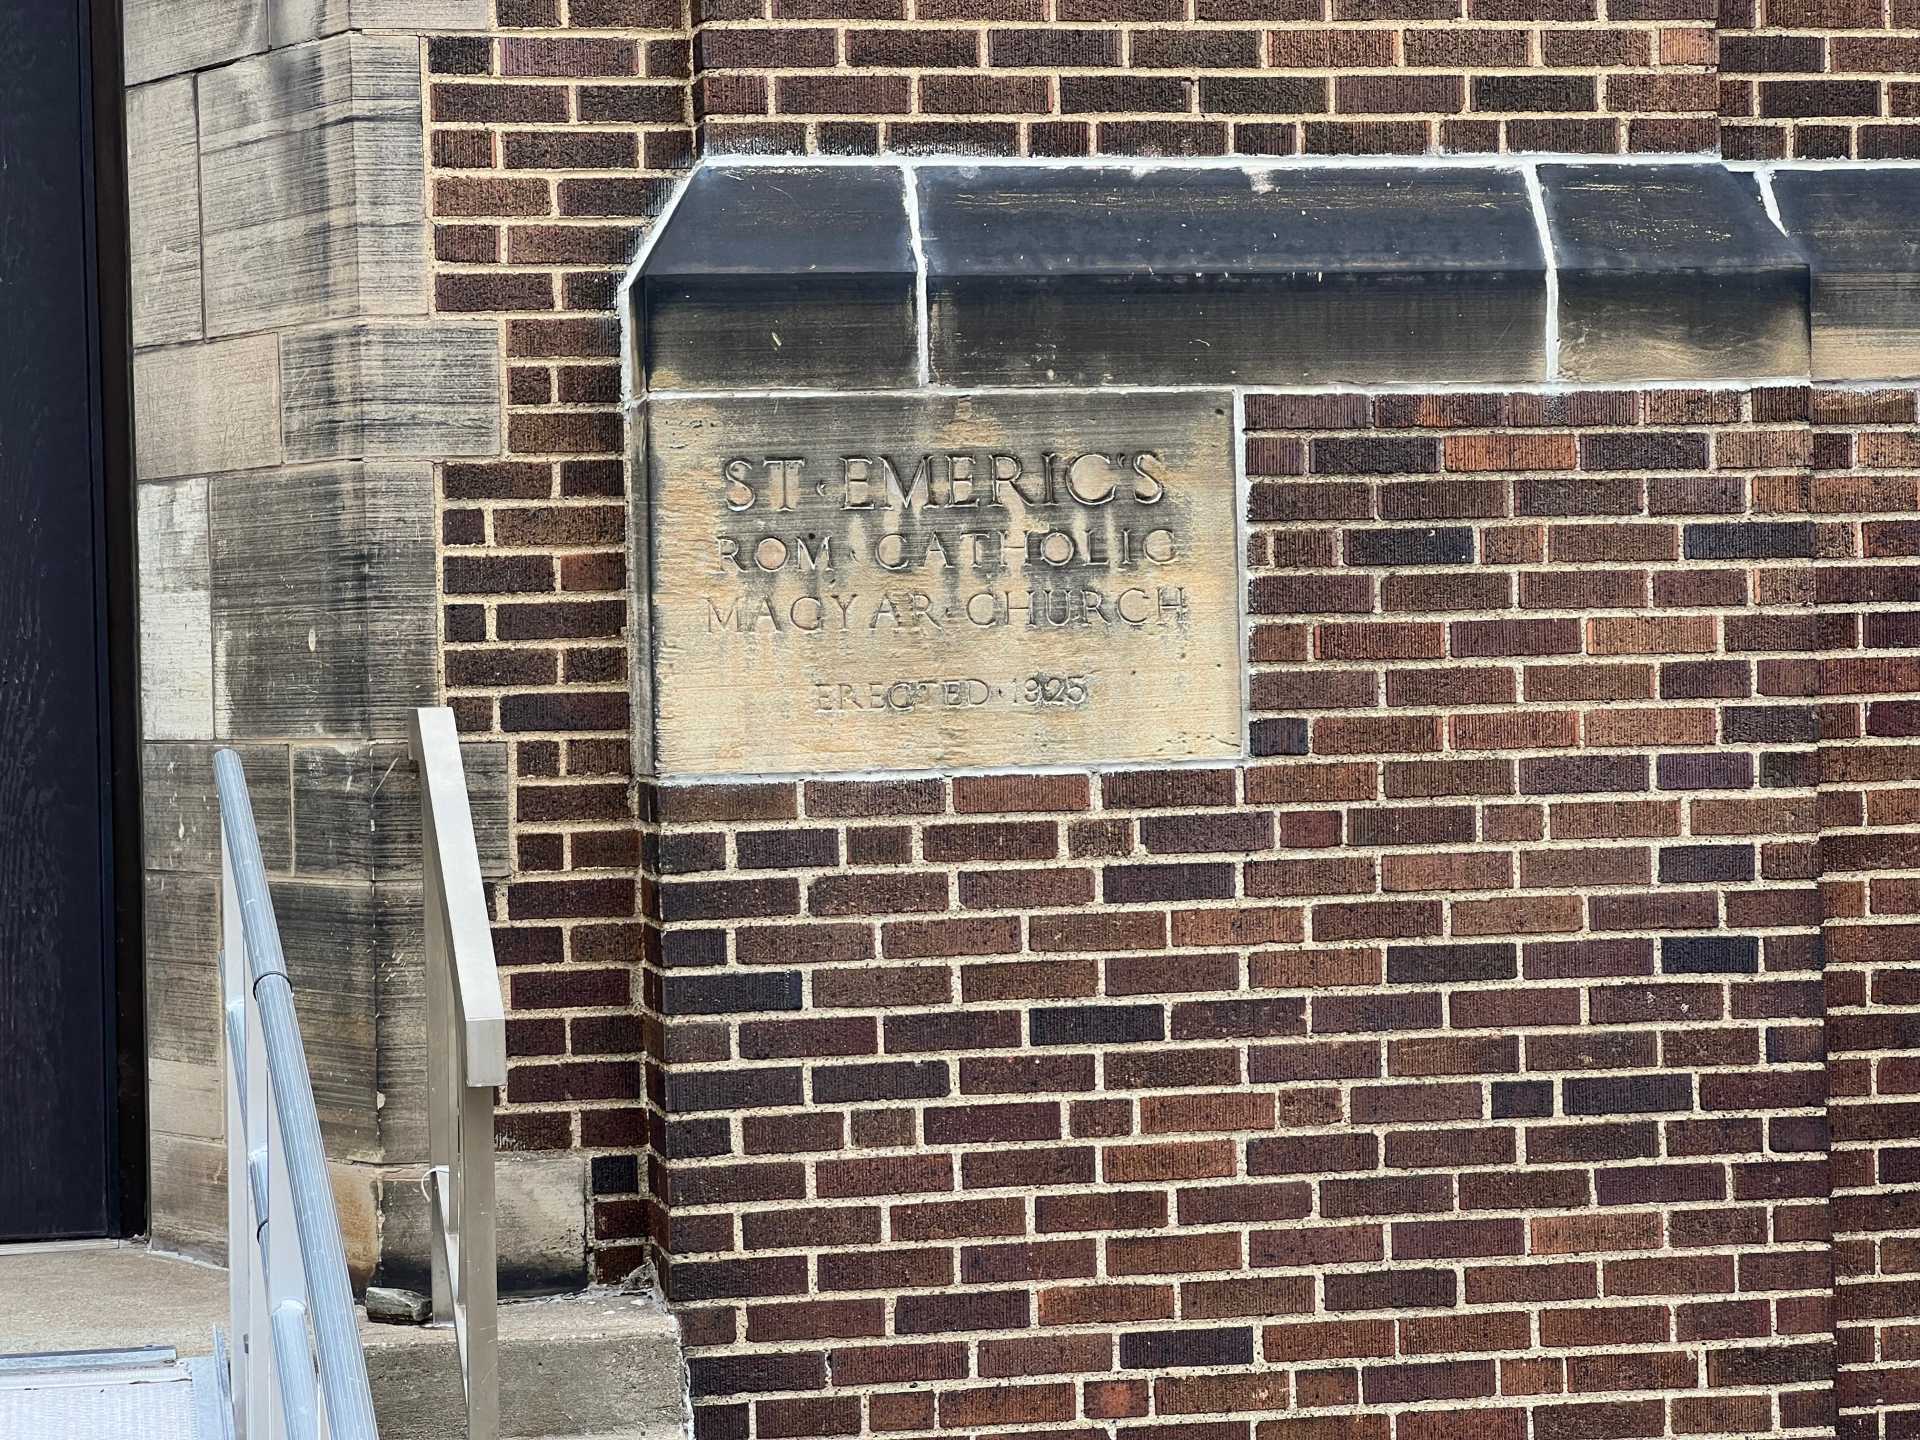 ST · EMERIC'S
ROM · CATHOLIC
MAGYAR · CHURCH
ERECTED · 1925